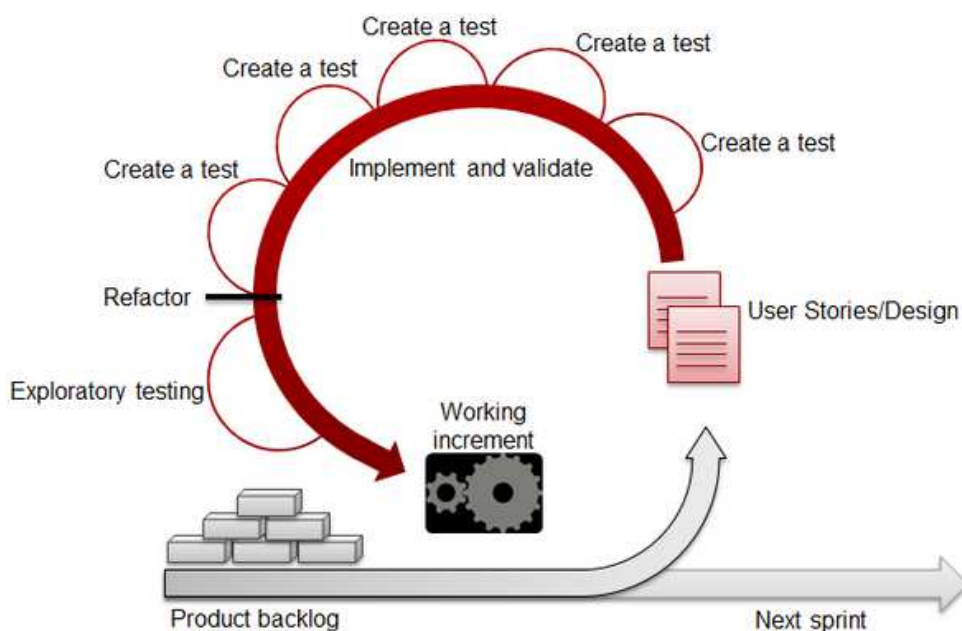 Create a test
Create a test
Create a test
Create a test
Create a test
Implement and validate
Refactor
User Stories/Design
Exploratory testing
Working
increment
Product backlog
Next sprint